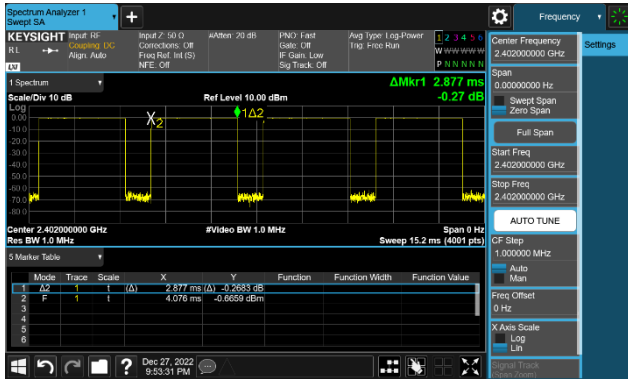 Spectrum Analyzer 1
Swept SA
+
Frequency
KEYSIGHT Input: RF Input Z: 50 Ω #Atten: 20 dB PNO: Fast Avg Type: Log-Power 1 2 3 4 5 6
RL Coupling: DC Corrections: Off Gate: Off Trig: Free Run W W W W W W
Align: Auto Freq Ref: Int (S) IF Gain: Low
LXI NFE: Off Sig Track: Off P N N N N N
1 Spectrum
ΔMkr1 2.877 ms
Scale/Div 10 dB Ref Level 10.00 dBm -0.27 dB
Log
0.00
-10.0
-20.0
-30.0
-40.0
-50.0
-60.0
-70.0
-80.0
X2
1Δ2
Center 2.402000000 GHz #Video BW 1.0 MHz Span 0 Hz
Res BW 1.0 MHz Sweep 15.2 ms (4001 pts)
5 Marker Table
Mode Trace Scale X Y Function Function Width Function Value
1 Δ2 1 t (Δ) 2.877 ms (Δ) -0.2683 dB
2 F 1 t 4.076 ms -0.6659 dBm
3
4
5
6
Dec 27, 2022
9:53:31 PM
?
Center Frequency
2.402000000 GHz
Span
0.00000000 Hz
Swept Span
Zero Span
Full Span
Start Freq
2.402000000 GHz
Stop Freq
2.402000000 GHz
AUTO TUNE
CF Step
1.000000 MHz
Auto
Man
Freq Offset
0 Hz
X Axis Scale
Log
Lin
Signal Track
(Span Zoom)
Settings